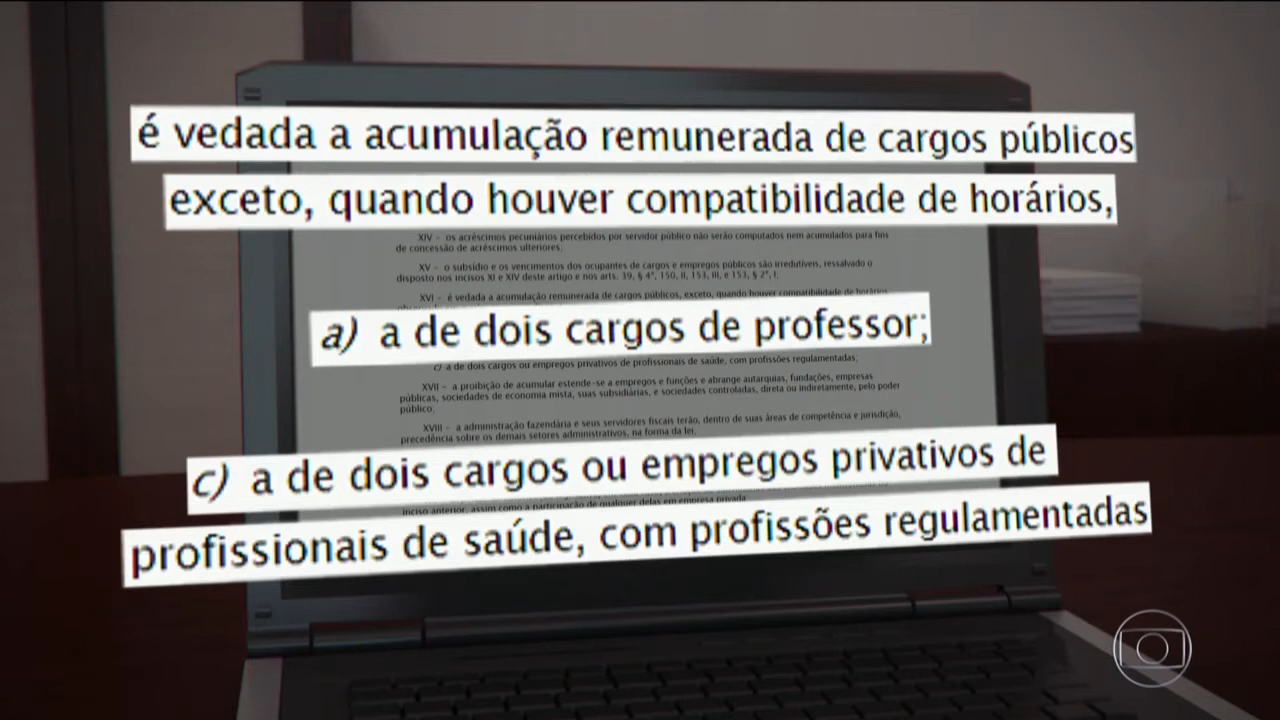 é vedada a acumulação remunerada de cargos públicos
exceto, quando houver compatibilidade de horários,
XIV - os acréscimos pecuniários percebidos por servidor público não serão computados nem acumulados para fins
de concessão de acréscimos ulteriores;
XV - o subsídio e os vencimentos dos ocupantes de cargos e empregos públicos são irredutíveis, ressalvado o
disposto nos incisos XI e XIV deste artigo e nos arts. 39, § 4°, 150, II, 153, III, e 153, § 2°, I;
XVI - é vedada a acumulação remunerada de cargos públicos, exceto, quando houver compatibilidade de horários
a) a de dois cargos de professor;
c) a de dois cargos ou empregos privativos de profissionais de saúde, com profissões regulamentadas;
XVII - a proibição de acumular estende-se a empregos e funções e abrange autarquias, fundações, empresas
públicas, sociedades de economia mista, suas subsidiárias, e sociedades controladas, direta ou indiretamente, pelo poder
público;
XVIII - a administração fazendária e seus servidores fiscais terão, dentro de suas áreas de competência e jurisdição,
precedência sobre os demais setores administrativos, na forma da lei.
c) a de dois cargos ou empregos privativos de
inciso anterior, assim como a participação de qualquer delas em empresa privada
profissionais de saúde, com profissões regulamentadas